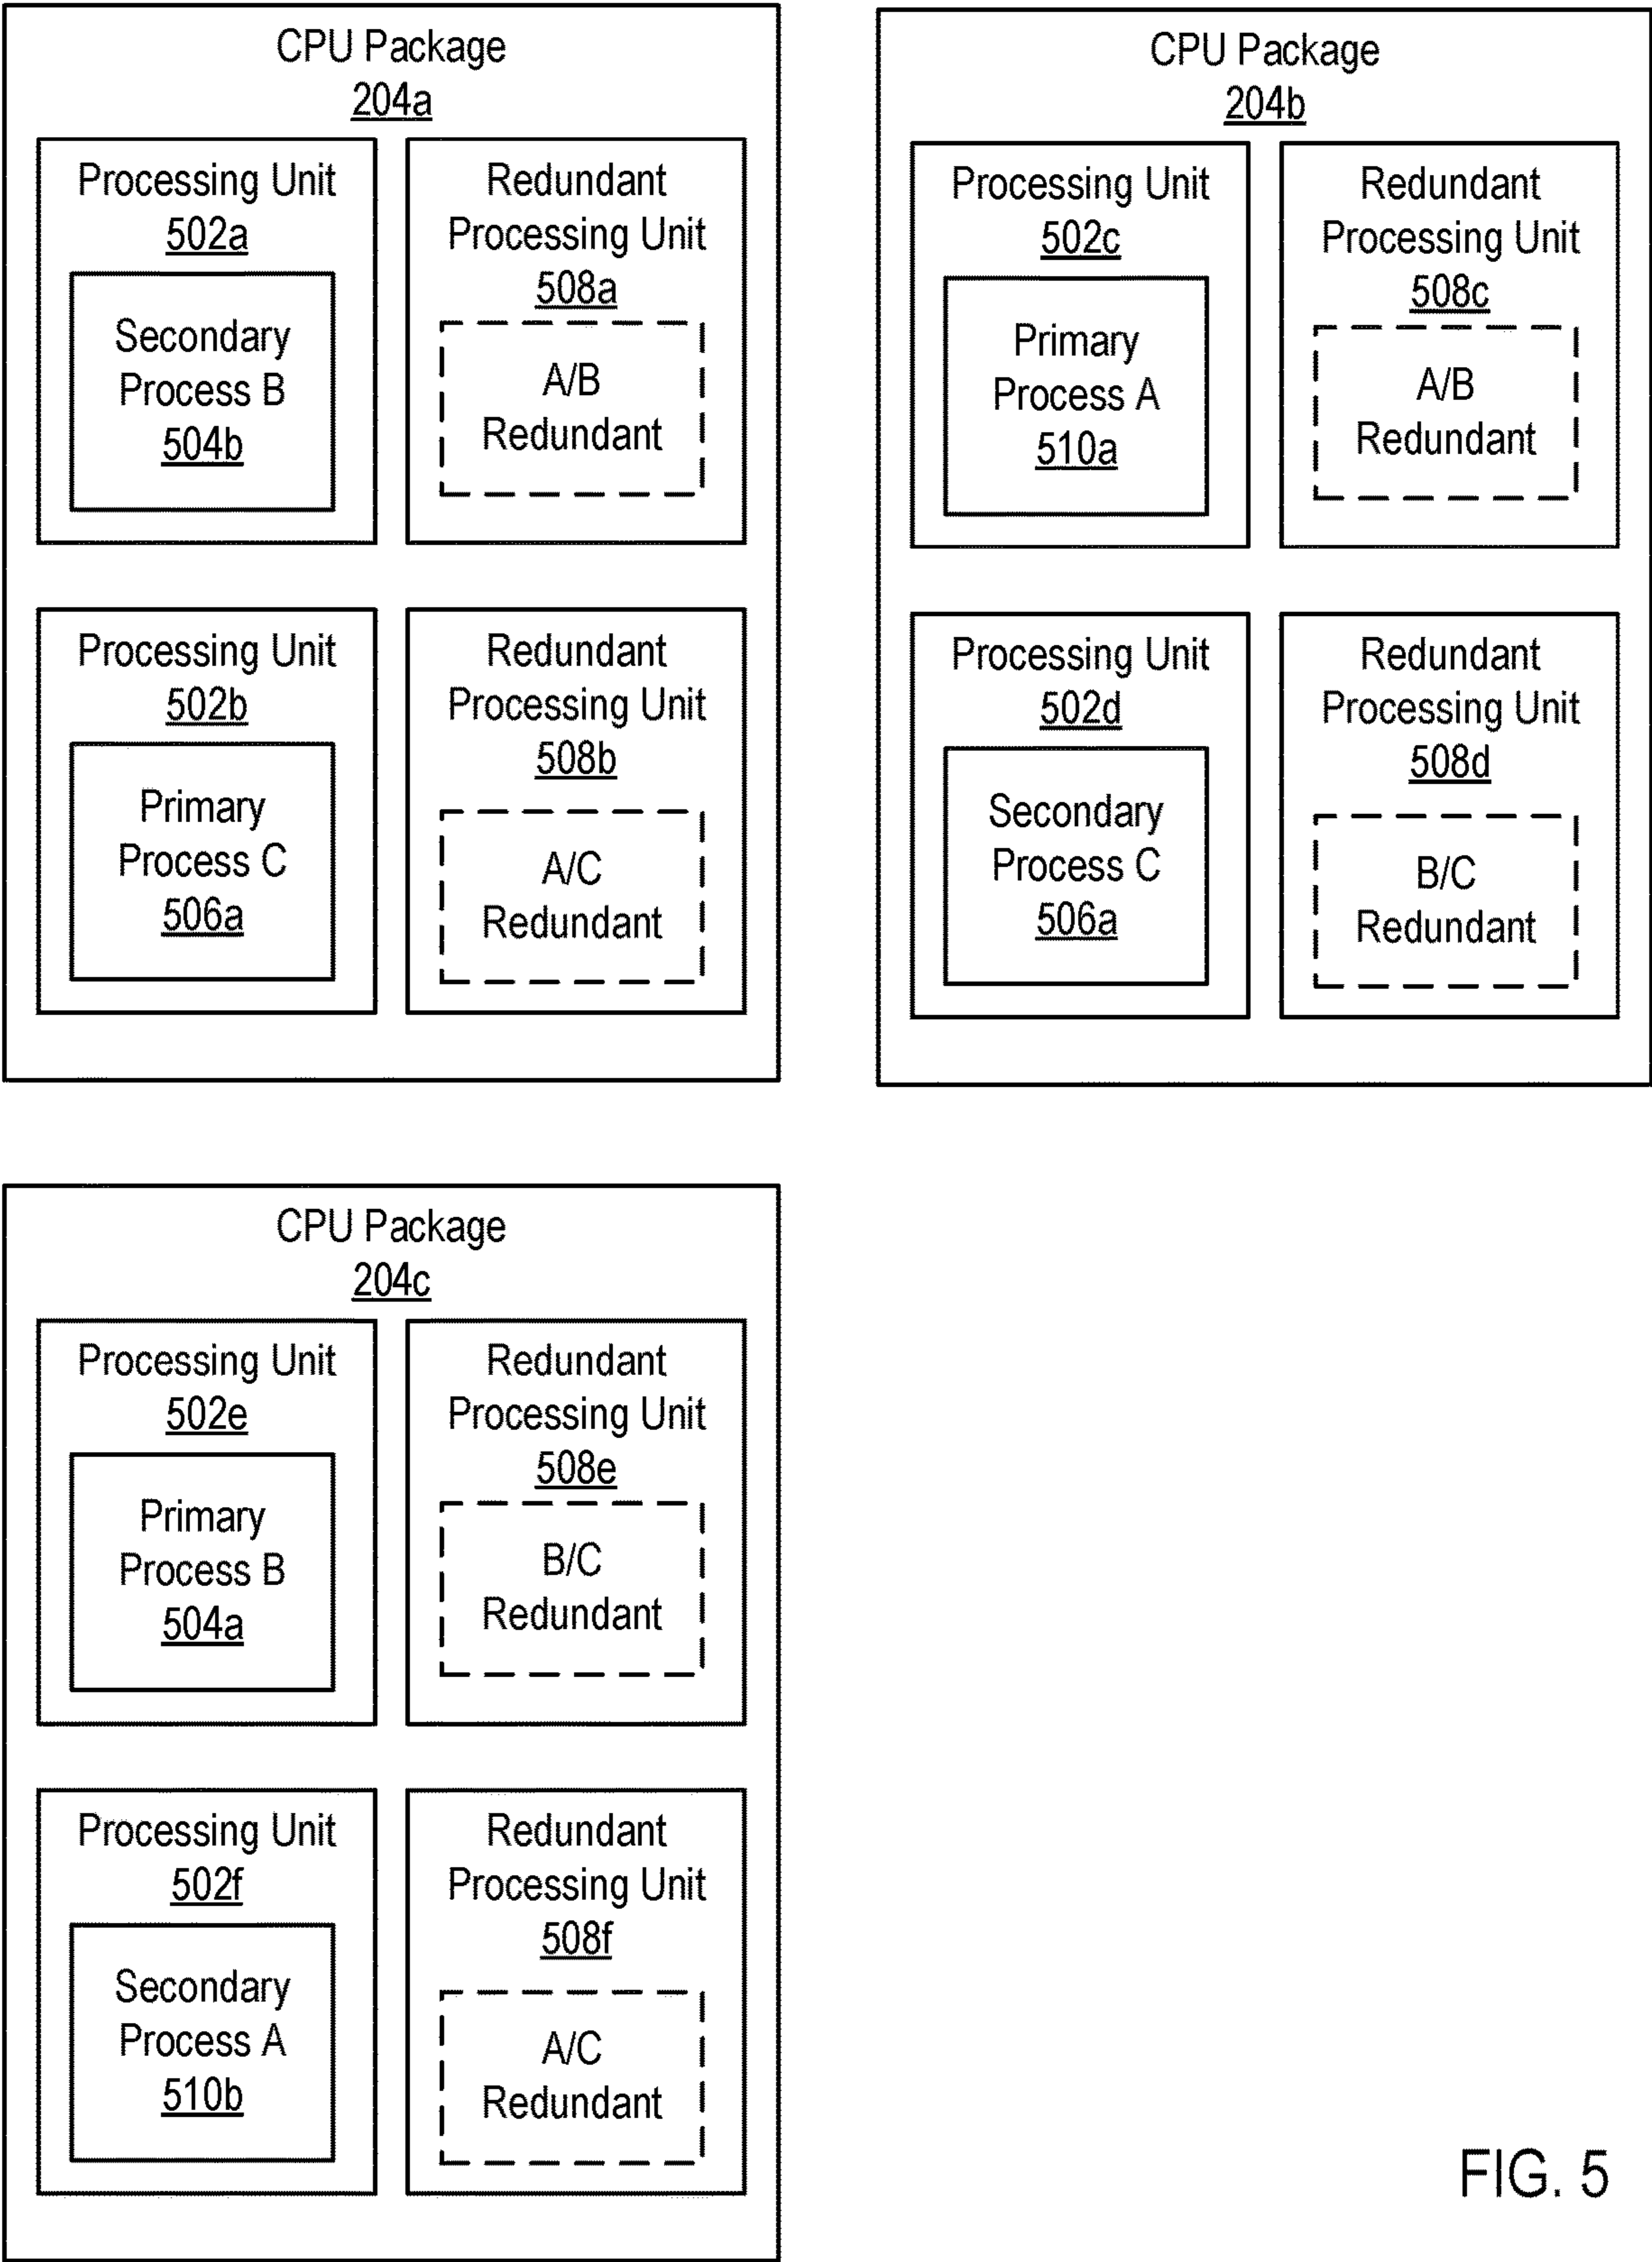 CPU Package
204a
Processing Unit
502a
Secondary
Process B
504b
Redundant
Processing Unit
508a
A/B
Redundant
Processing Unit
502b
Primary
Process C
506a
Redundant
Processing Unit
508b
A/C
Redundant
CPU Package
204b
Processing Unit
502c
Primary
Process A
510a
Redundant
Processing Unit
508c
A/B
Redundant
Processing Unit
502d
Secondary
Process C
506a
Redundant
Processing Unit
508d
B/C
Redundant
CPU Package
204c
Processing Unit
502e
Primary
Process B
504a
Redundant
Processing Unit
508e
B/C
Redundant
Processing Unit
502f
Secondary
Process A
510b
Redundant
Processing Unit
508f
A/C
Redundant
FIG. 5